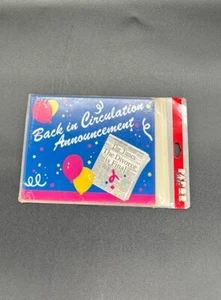 Back in Circulation
Announcement
The Divorce
is Final